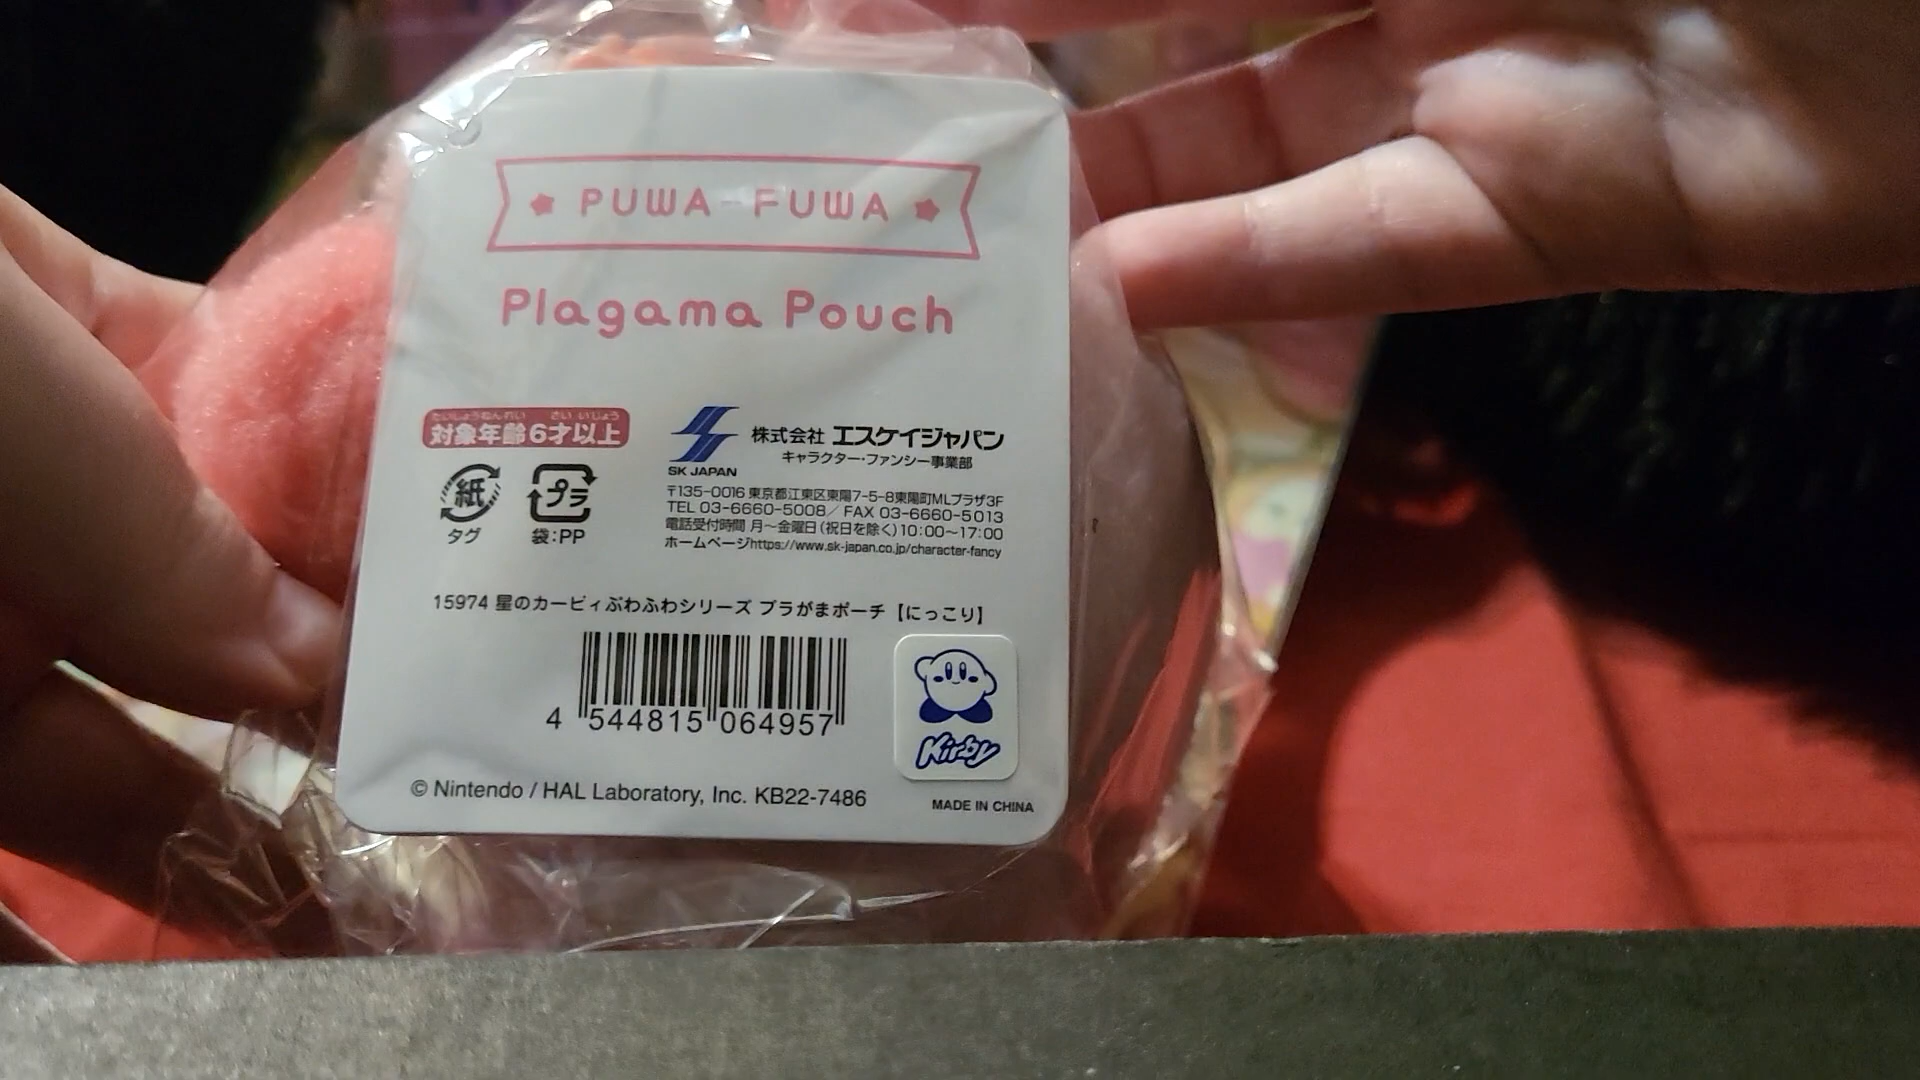 PUWA-FUWA
Plagama Pouch
たいしょうねんれい さい いじょう
対象年齢6才以上
紙
タグ
プラ
袋:PP
SK JAPAN
株式会社 エスケイジャパン
キャラクター・ファンシー事業部
〒135-0016 東京都江東区東陽7-5-8東陽町MLプラザ3F
TEL 03-6660-5008/ FAX 03-6660-5013
電話受付時間 月〜金曜日(祝日を除く)10:00〜17:00
ホームページhttps://www.sk-japan.co.jp/character-fancy
15974 星のカービィぷわふわシリーズ プラがまポーチ【にっこり】
4 544815 064957
Kirby
© Nintendo / HAL Laboratory, Inc. KB22-7486
MADE IN CHINA